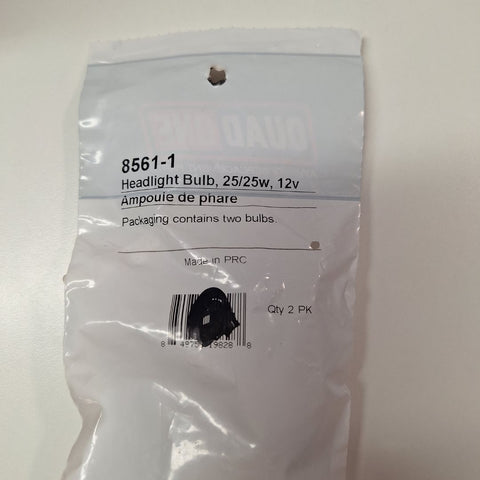 8561-1
Headlight Bulb, 25/25w, 12v
Ampoule de phare
Packaging contains two bulbs.
Made in PRC
Qty 2 PK